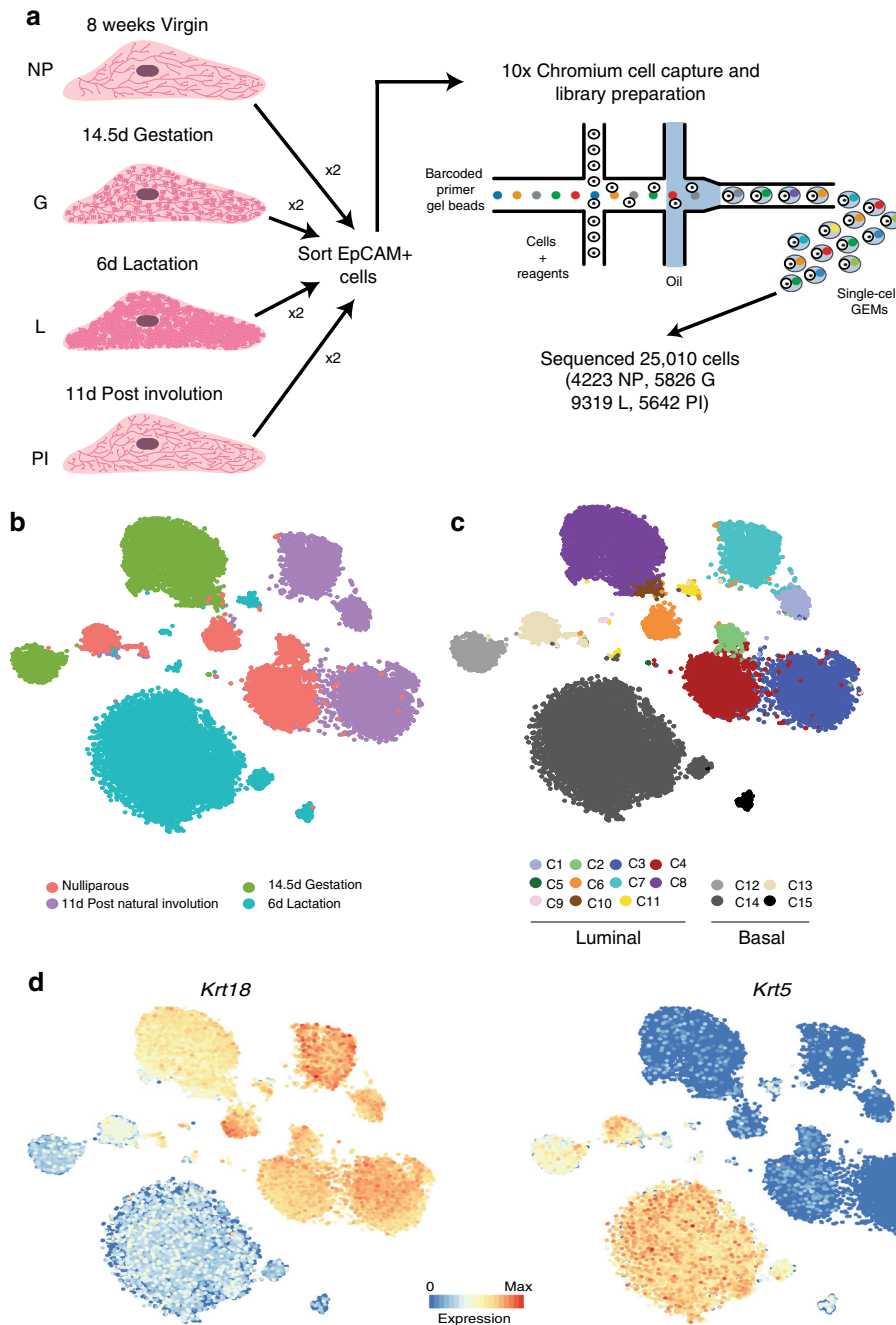 a
8 weeks Virgin
NP
14.5d Gestation
G
6d Lactation
L
11d Post involution
PI
x2
x2
x2
x2
Sort EpCAM+
cells
10x Chromium cell capture and
library preparation
Barcoded
primer
gel beads
Cells
+
reagents
Oil
Single-cel
GEMs
Sequenced 25,010 cells
(4223 NP, 5826 G
9319 L, 5642 PI)
b
Nulliparous
14.5d Gestation
11d Post natural involution
6d Lactation
c
C1 C2 C3 C4
C5 C6 C7 C8
C9 C10 C11
Luminal
C12 C13
C14 C15
Basal
d
Krt18
Krt5
0 Max
Expression